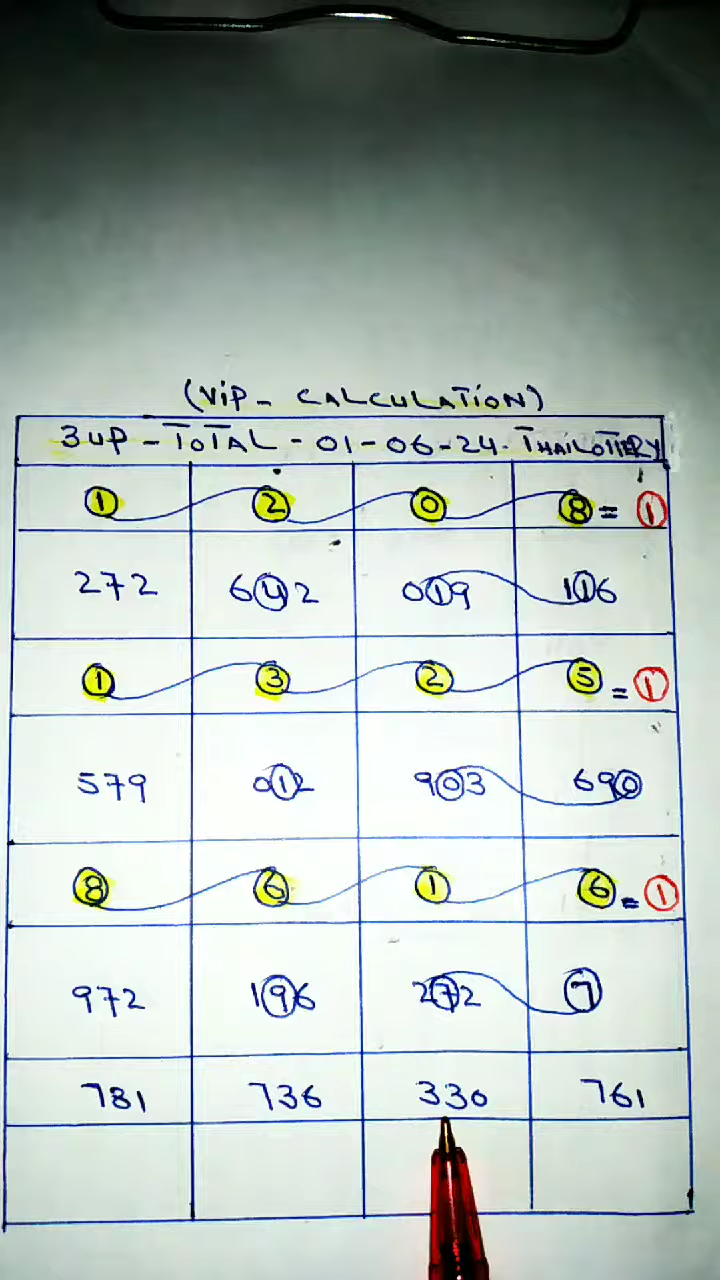 (ViP - CALCULATiON)
3UP - TOTAL - 01-06-24. THAILOTTERY
1 2 0 8 = 1
272 642 019 116
1 3 2 5 = 1
579 012 903 690
8 6 1 6 = 1
972 196 272 7
781 736 330 761